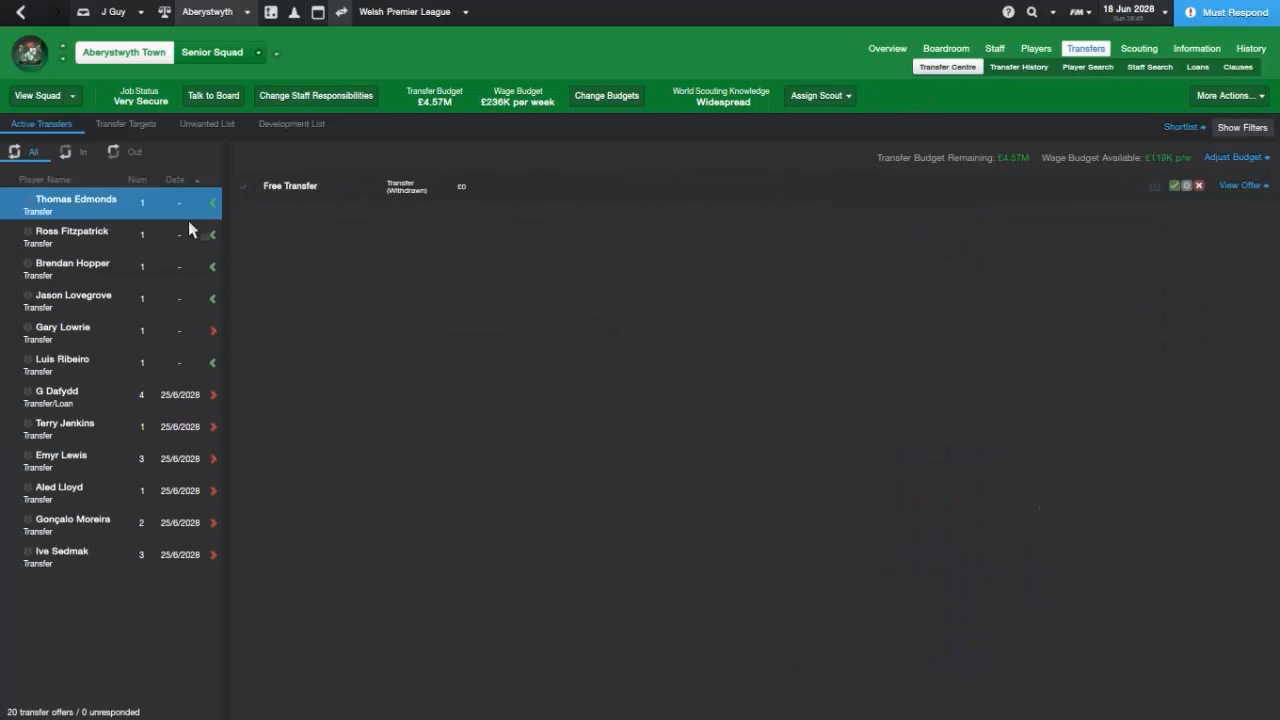 J Guy
Aberystwyth
Welsh Premier League
FM
18 Jun 2028
Sun 18:45
Must Respond
Aberystwyth Town
Senior Squad
Overview
Boardroom
Staff
Players
Transfers
Scouting
Information
History
Transfer Centre
Transfer History
Player Search
Staff Search
Loans
Clauses
View Squad
Job Status
Very Secure
Talk to Board
Change Staff Responsibilities
Transfer Budget
£4.57M
Wage Budget
£236K per week
Change Budgets
World Scouting Knowledge
Widespread
Assign Scout
More Actions...
Active Transfers
Transfer Targets
Unwanted List
Development List
Shortlist
Show Filters
All
In
Out
Transfer Budget Remaining: £4.57M Wage Budget Available: £119K p/w
Adjust Budget
Player Name Num Date
Free Transfer
Transfer
(Withdrawn)
£0
View Offer
Thomas Edmonds 1 -
Transfer
Ross Fitzpatrick 1 -
Transfer
Brendan Hopper 1 -
Transfer
Jason Lovegrove 1 -
Transfer
Gary Lowrie 1 -
Transfer
Luis Ribeiro 1 -
Transfer
G Dafydd 4 25/6/2028
Transfer/Loan
Terry Jenkins 1 25/6/2028
Transfer
Emyr Lewis 3 25/6/2028
Transfer
Aled Lloyd 1 25/6/2028
Transfer
Gonçalo Moreira 2 25/6/2028
Transfer
Ive Sedmak 3 25/6/2028
Transfer
20 transfer offers / 0 unresponded